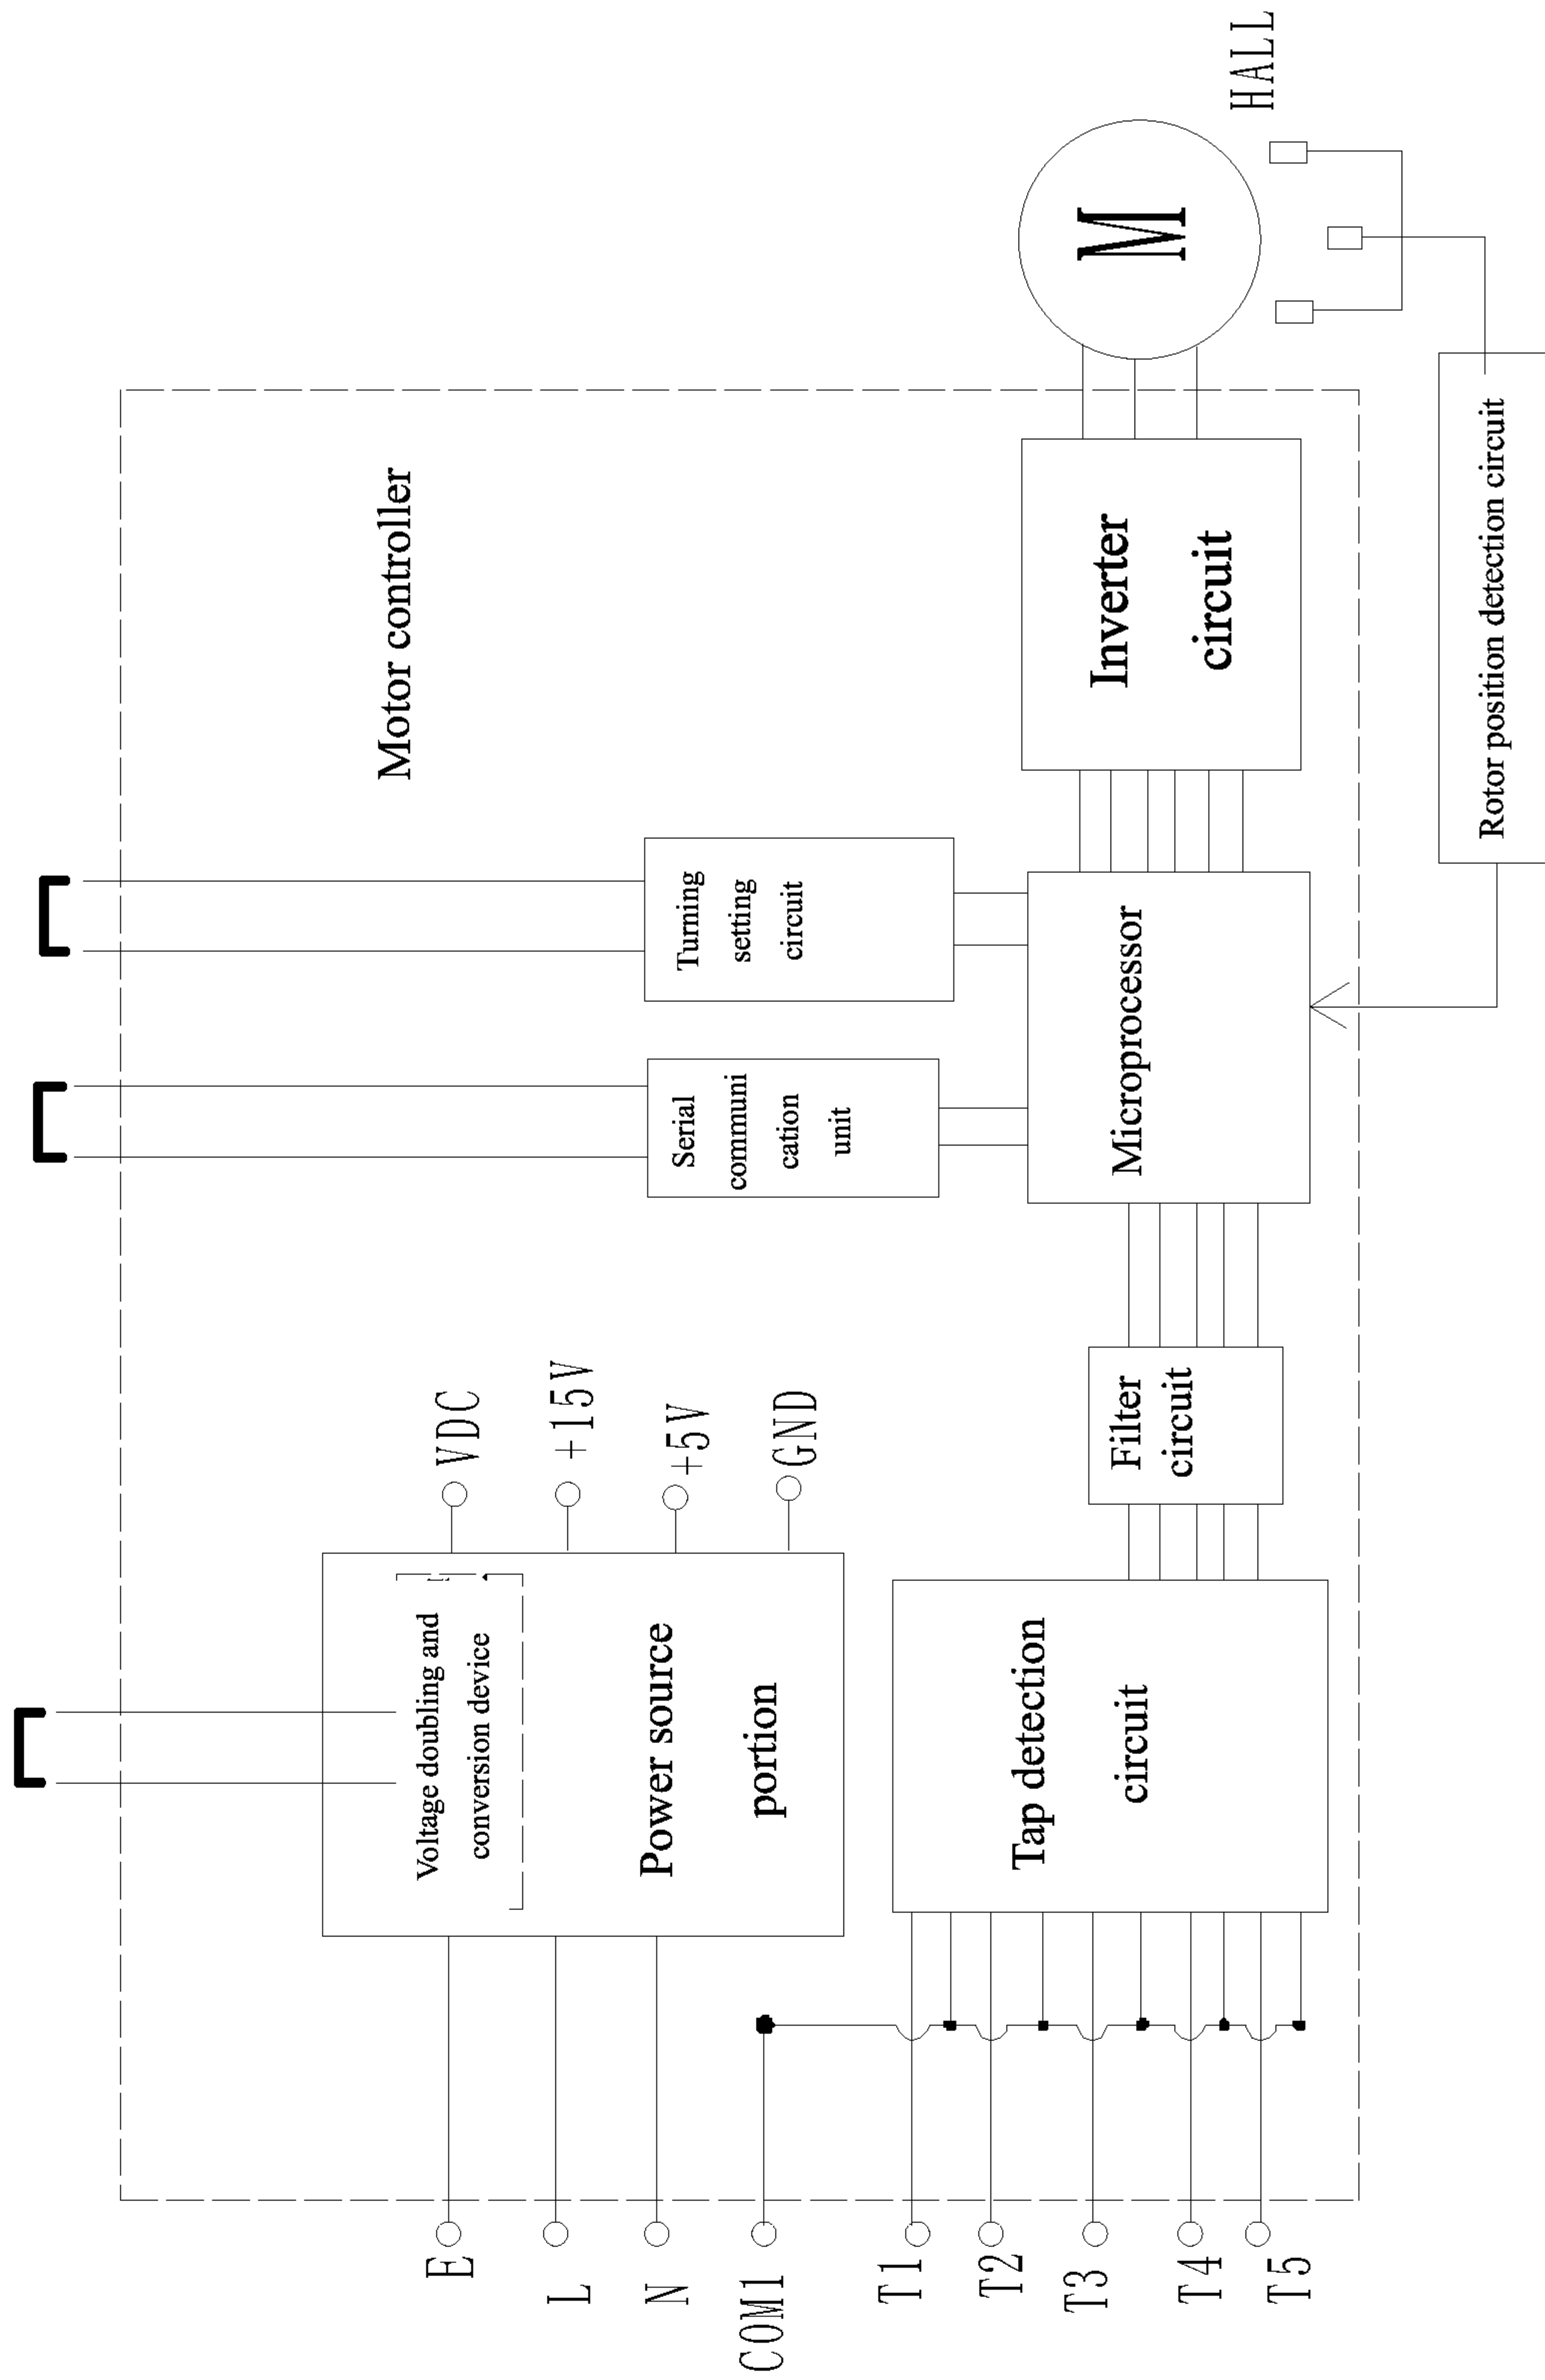 Motor controller
Voltage doubling and
conversion device
Power source
portion
VDC
+15V
+5V
GND
E
L
N
COM1
T1
T2
T3
T4
T5
Tap detection
circuit
Filter
circuit
Serial
communi
cation
unit
Turning
setting
circuit
Microprocessor
Inverter
circuit
M
HALL
Rotor position detection circuit